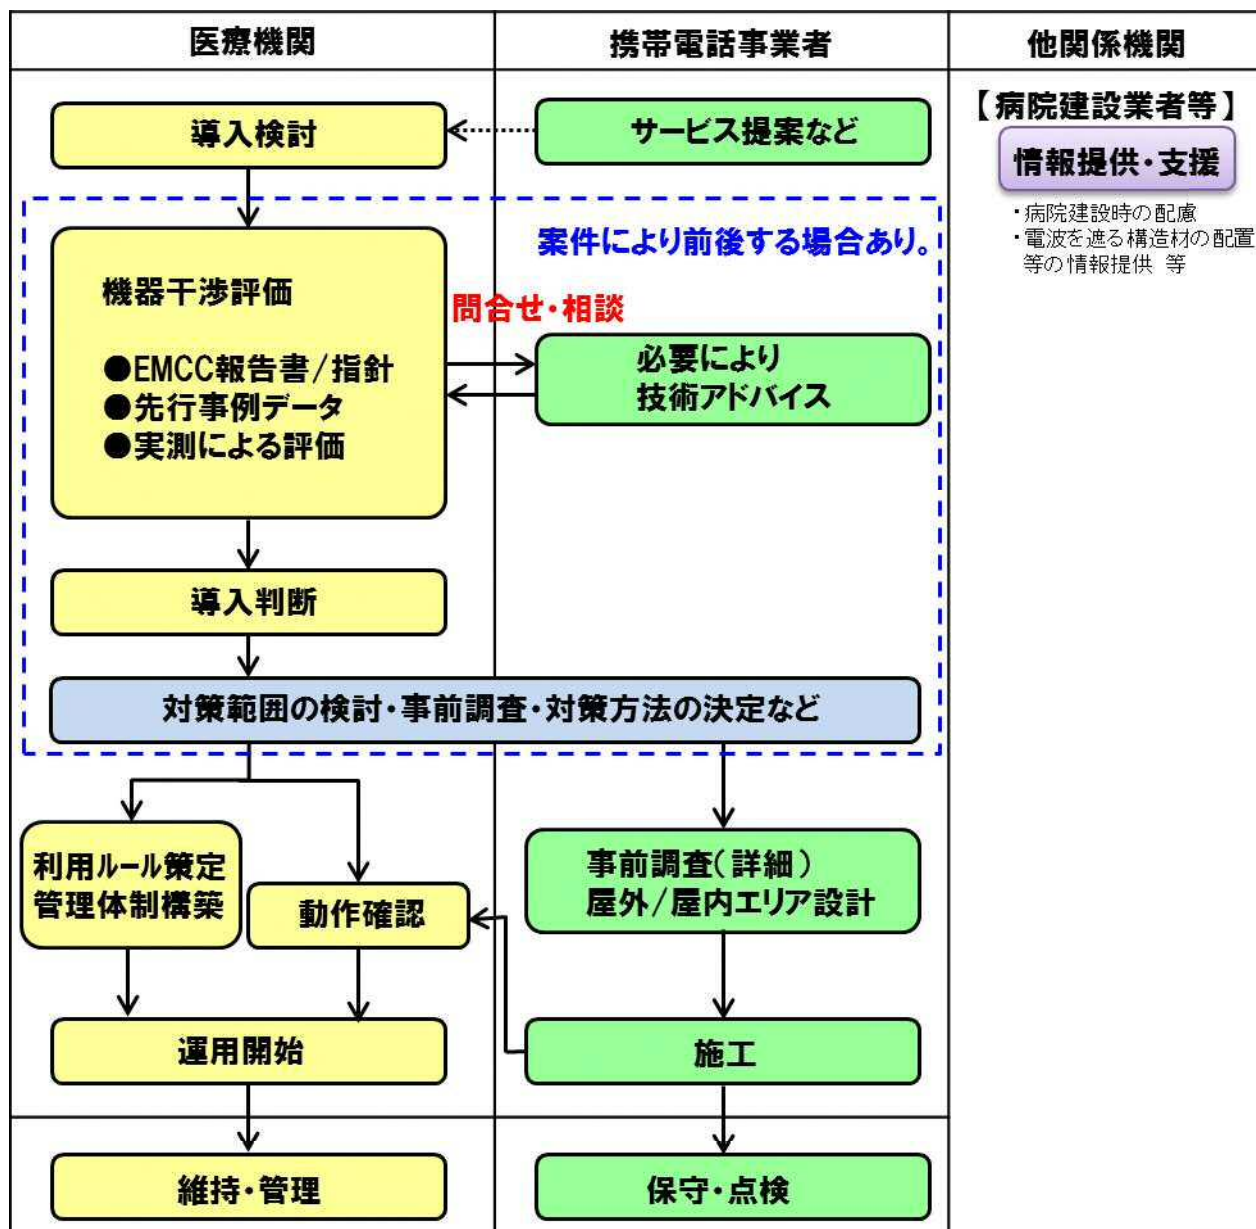 医療機関
携帯電話事業者
他関係機関
導入検討
サービス提案など
【病院建設業者等】
情報提供・支援
・病院建設時の配慮
・電波を遮る構造材の配置
等の情報提供 等
案件により前後する場合あり。
機器干渉評価
●EMCC報告書/指針
●先行事例データ
●実測による評価
問合せ・相談
必要により
技術アドバイス
導入判断
対策範囲の検討・事前調査・対策方法の決定など
利用ルール策定
管理体制構築
動作確認
事前調査(詳細)
屋外/屋内エリア設計
運用開始
施工
維持・管理
保守・点検